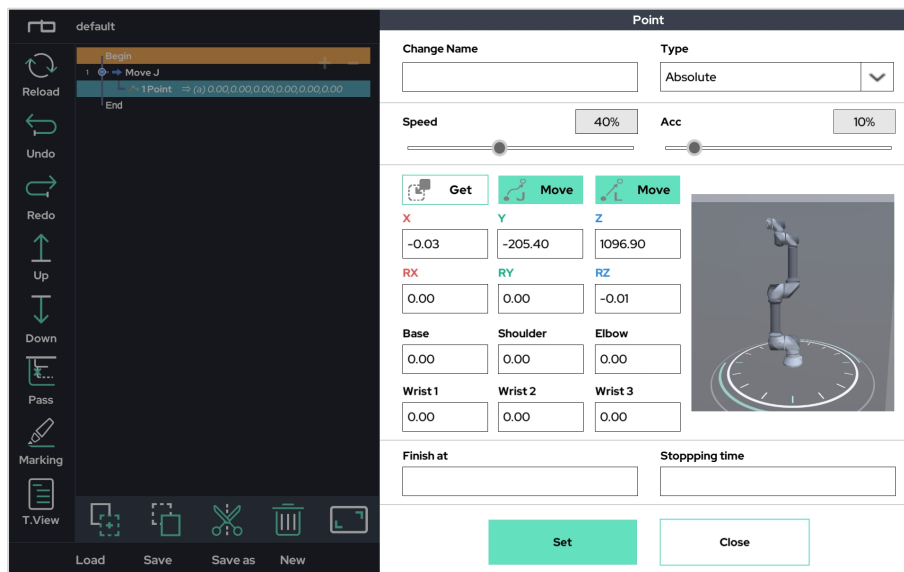 default
Point
Begin
1 Move J
1 Point ⇒ (a) 0.00,0.00,0.00,0.00,0.00,0.00
End
Reload
Undo
Redo
Up
Down
Pass
Marking
T.View
Load Save Save as New
Change Name Type
Absolute
Speed 40% Acc 10%
Get J Move L Move
X Y Z
-0.03 -205.40 1096.90
RX RY RZ
0.00 0.00 -0.01
Base Shoulder Elbow
0.00 0.00 0.00
Wrist 1 Wrist 2 Wrist 3
0.00 0.00 0.00
Finish at Stoppping time
Set Close